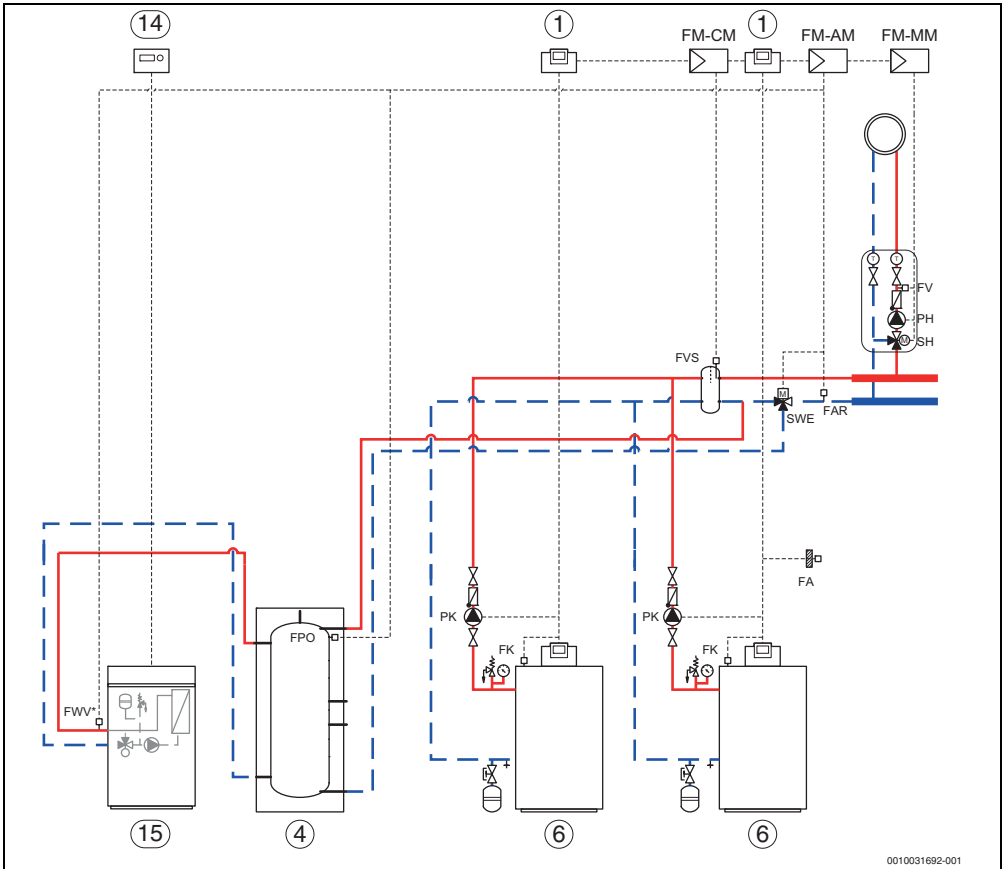 14
1
FM-CM
1
FM-AM
FM-MM
T
T
FV
PH
M
SH
FVS
M
SWE
FAR
FA
PK
PK
FPO
FK
FK
FWV*
15
4
6
6
0010031692-001